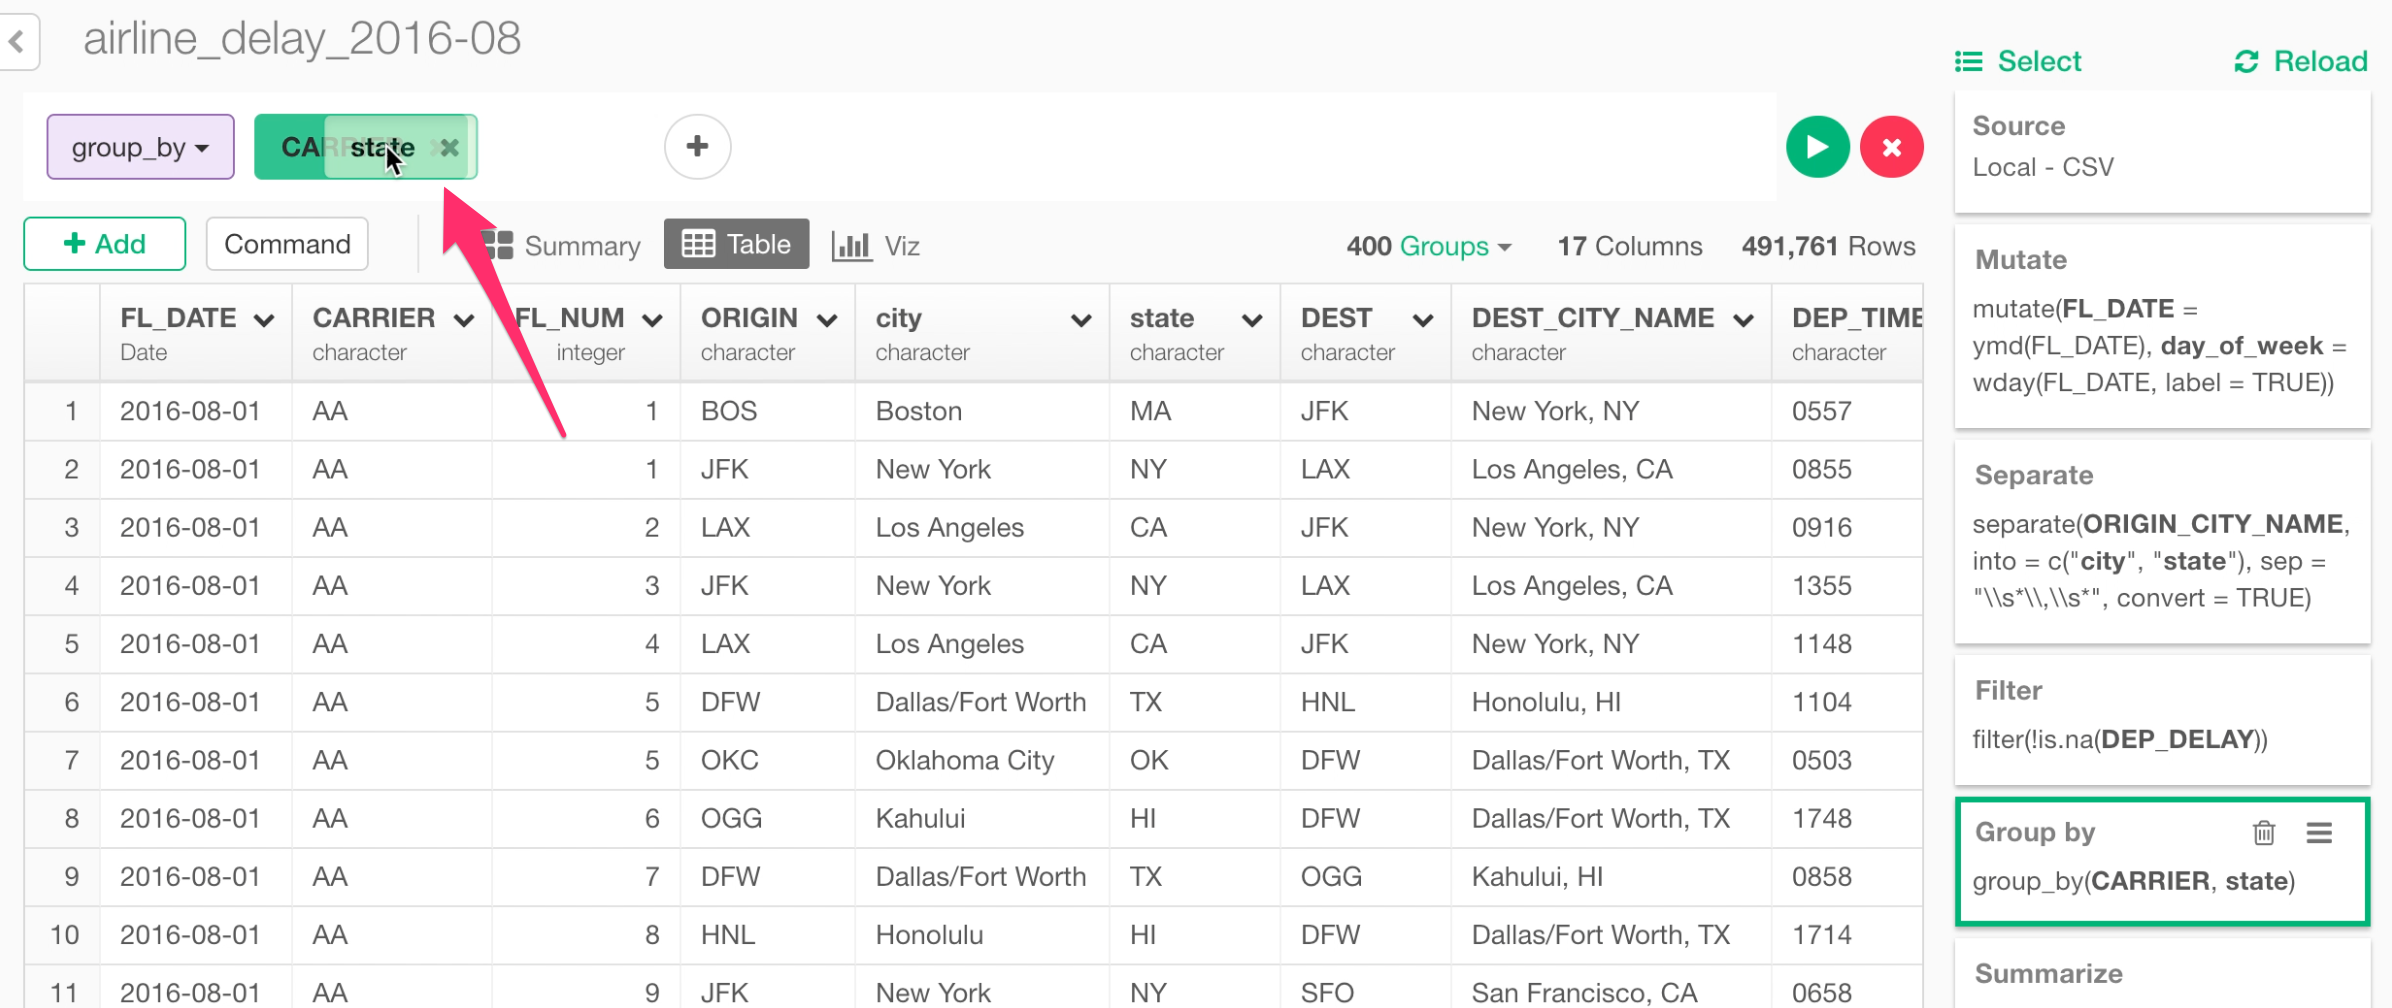 airline_delay_2016-08
Select Reload
group_by CARRIER state
+ Add Command Summary Table Viz 400 Groups 17 Columns 491,761 Rows
FL_DATE CARRIER FL_NUM ORIGIN city state DEST DEST_CITY_NAME DEP_TIME
Date character integer character character character character character character
1 2016-08-01 AA 1 BOS Boston MA JFK New York, NY 0557
2 2016-08-01 AA 1 JFK New York NY LAX Los Angeles, CA 0855
3 2016-08-01 AA 2 LAX Los Angeles CA JFK New York, NY 0916
4 2016-08-01 AA 3 JFK New York NY LAX Los Angeles, CA 1355
5 2016-08-01 AA 4 LAX Los Angeles CA JFK New York, NY 1148
6 2016-08-01 AA 5 DFW Dallas/Fort Worth TX HNL Honolulu, HI 1104
7 2016-08-01 AA 5 OKC Oklahoma City OK DFW Dallas/Fort Worth, TX 0503
8 2016-08-01 AA 6 OGG Kahului HI DFW Dallas/Fort Worth, TX 1748
9 2016-08-01 AA 7 DFW Dallas/Fort Worth TX OGG Kahului, HI 0858
10 2016-08-01 AA 8 HNL Honolulu HI DFW Dallas/Fort Worth, TX 1714
11 2016-08-01 AA 9 JFK New York NY SFO San Francisco, CA 0658
Source
Local - CSV
Mutate
mutate(FL_DATE =
ymd(FL_DATE), day_of_week =
wday(FL_DATE, label = TRUE))
Separate
separate(ORIGIN_CITY_NAME,
into = c("city", "state"), sep =
"\\s*\\,\\s*", convert = TRUE)
Filter
filter(!is.na(DEP_DELAY))
Group by
group_by(CARRIER, state)
Summarize